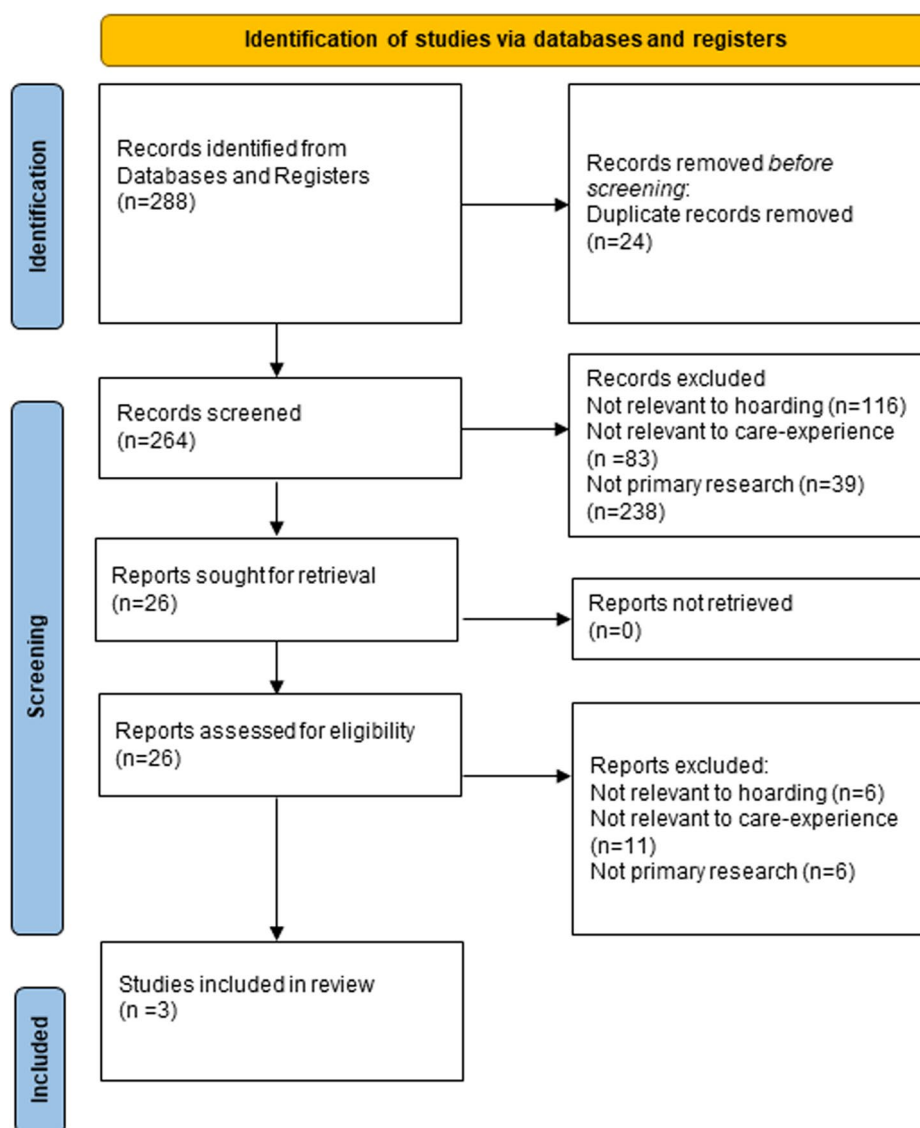 Identification of studies via databases and registers
Identification
Records identified from
Databases and Registers
(n=288)
Records removed before
screening:
Duplicate records removed
(n=24)
Screening
Records screened
(n=264)
Records excluded
Not relevant to hoarding (n=116)
Not relevant to care-experience
(n =83)
Not primary research (n=39)
(n=238)
Reports sought for retrieval
(n=26)
Reports not retrieved
(n=0)
Reports assessed for eligibility
(n=26)
Reports excluded:
Not relevant to hoarding (n=6)
Not relevant to care-experience
(n=11)
Not primary research (n=6)
Included
Studies included in review
(n =3)